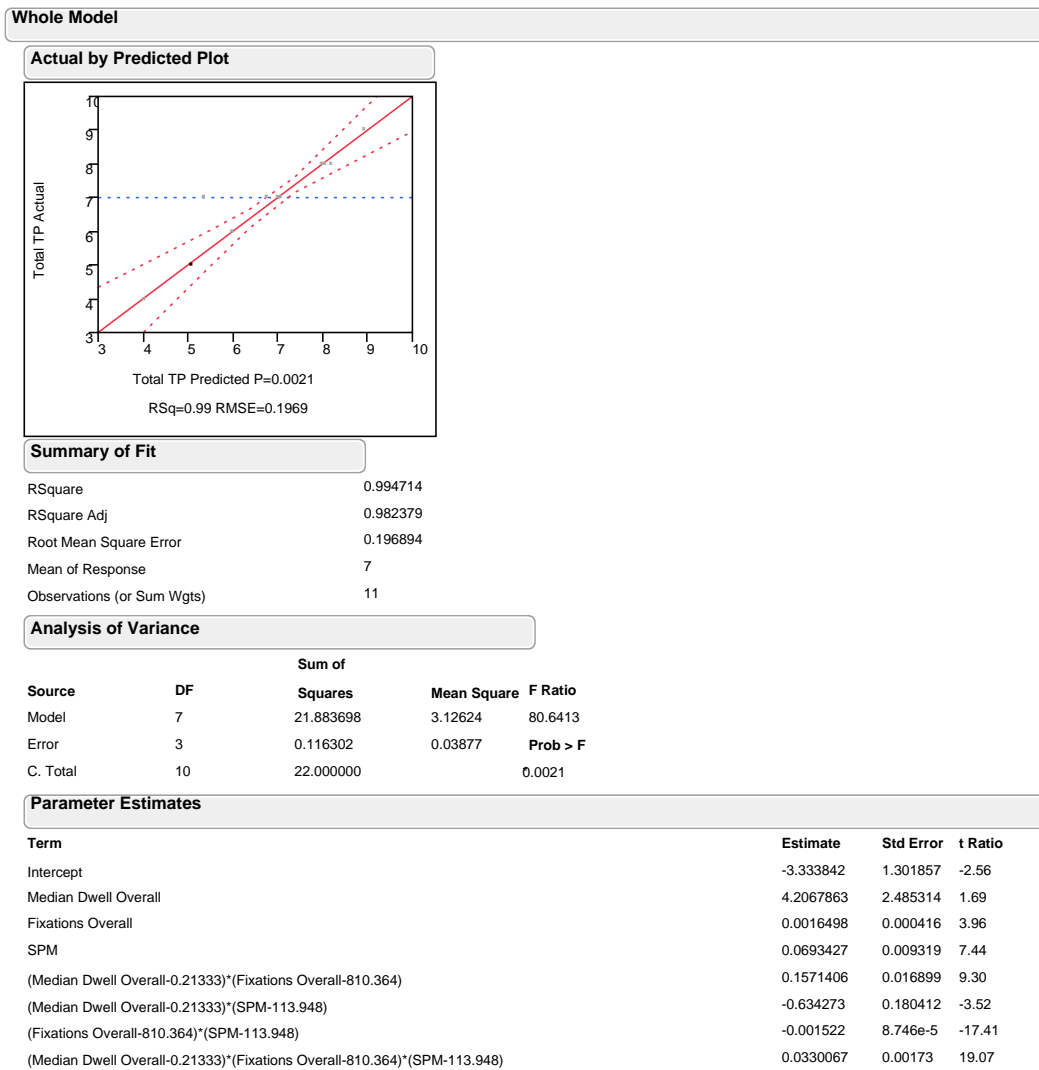 Whole Model
Actual by Predicted Plot
10
9
8
7
6
5
4
3
Total TP Actual
3 4 5 6 7 8 9 10
Total TP Predicted P=0.0021
RSq=0.99 RMSE=0.1969
Summary of Fit
RSquare 0.994714
RSquare Adj 0.982379
Root Mean Square Error 0.196894
Mean of Response 7
Observations (or Sum Wgts) 11
Analysis of Variance
Sum of
Source DF Squares Mean Square F Ratio
Model 7 21.883698 3.12624 80.6413
Error 3 0.116302 0.03877 Prob > F
C. Total 10 22.000000 0.0021
Parameter Estimates
Term Estimate Std Error t Ratio
Intercept -3.333842 1.301857 -2.56
Median Dwell Overall 4.2067863 2.485314 1.69
Fixations Overall 0.0016498 0.000416 3.96
SPM 0.0693427 0.009319 7.44
(Median Dwell Overall-0.21333)*(Fixations Overall-810.364) 0.1571406 0.016899 9.30
(Median Dwell Overall-0.21333)*(SPM-113.948) -0.634273 0.180412 -3.52
(Fixations Overall-810.364)*(SPM-113.948) -0.001522 8.746e-5 -17.41
(Median Dwell Overall-0.21333)*(Fixations Overall-810.364)*(SPM-113.948) 0.0330067 0.00173 19.07